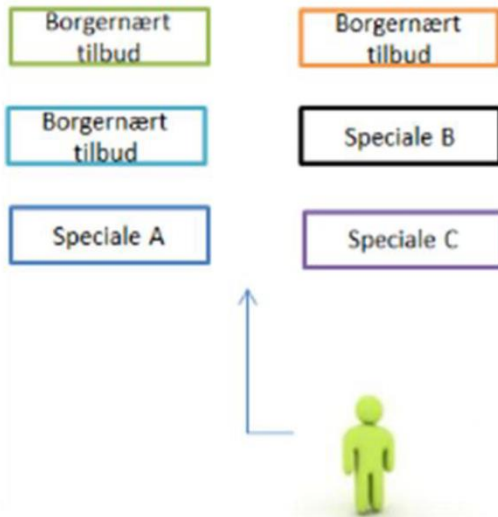 Borgernært
tilbud
Borgernært
tilbud
Borgernært
tilbud
Speciale B
Speciale A
Speciale C